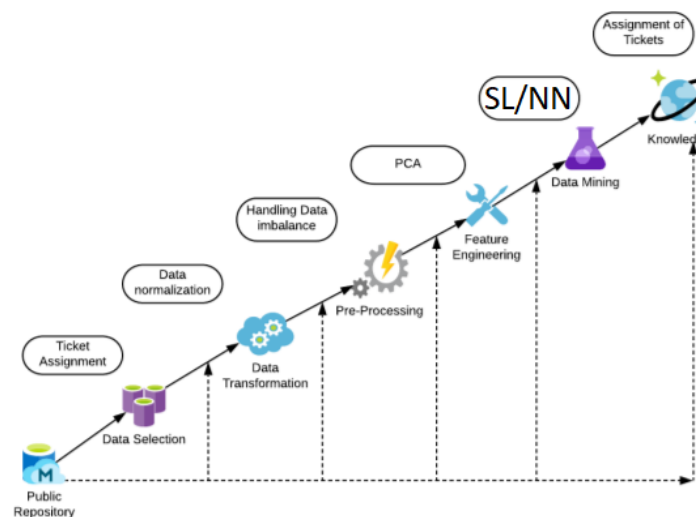 Assignment of
Tickets
SL/NN
Knowled
Data Mining
PCA
Feature
Engineering
Handling Data
imbalance
Pre-Processing
Data
normalization
Data
Transformation
Ticket
Assignment
Data Selection
M
Public
Repository